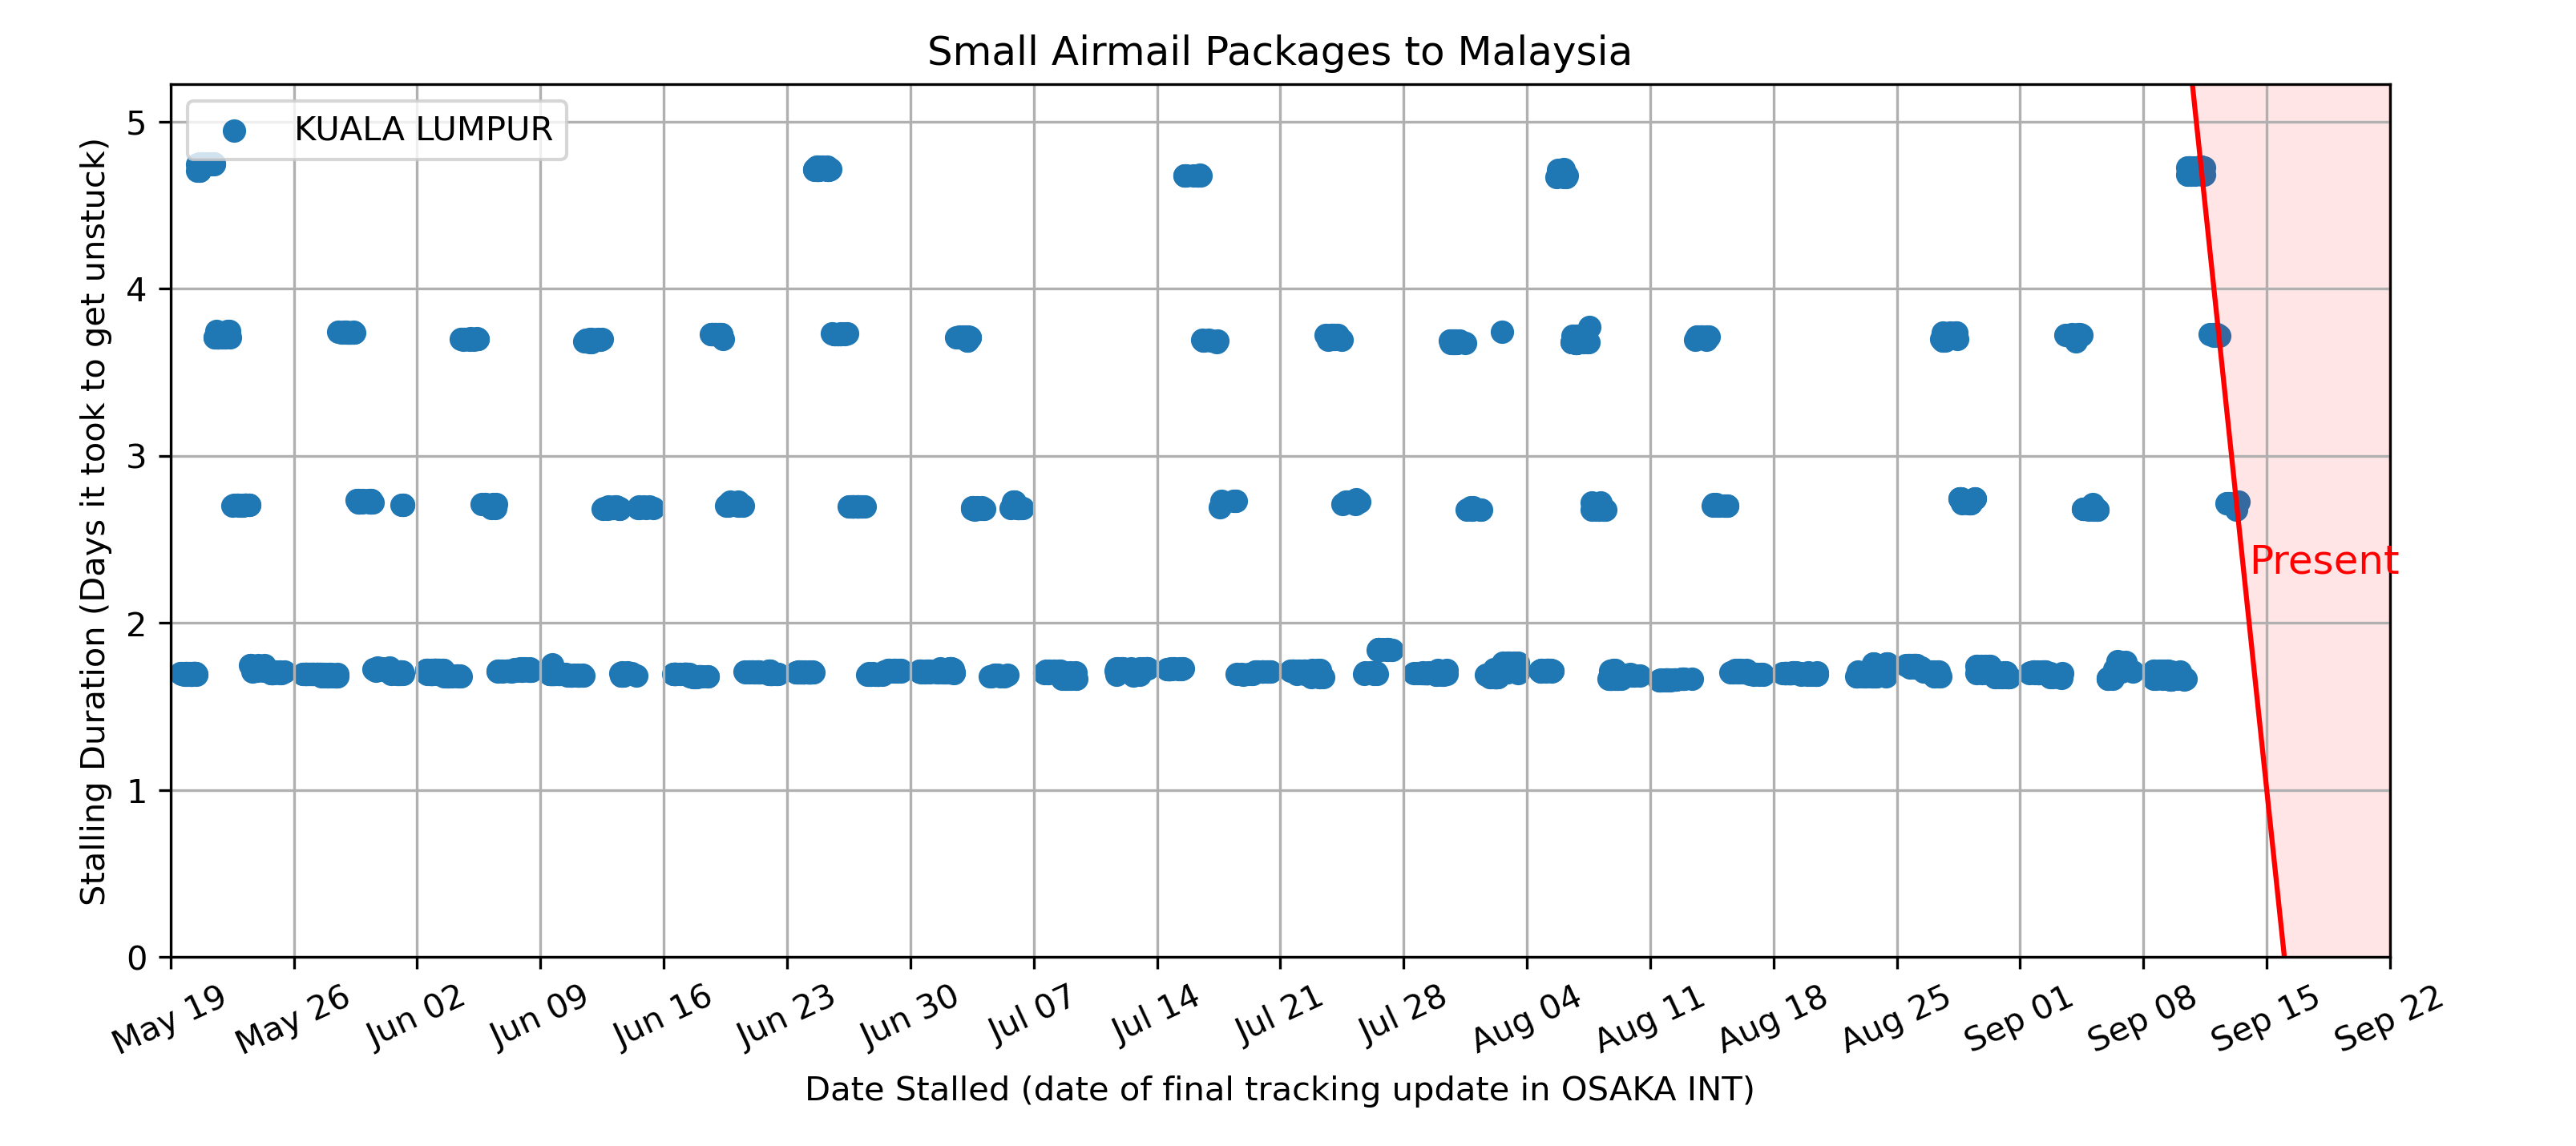 Small Airmail Packages to Malaysia
KUALA LUMPUR
Stalling Duration (Days it took to get unstuck)
5
4
3
2
1
0
Present
May 19
May 26
Jun 02
Jun 09
Jun 16
Jun 23
Jun 30
Jul 07
Jul 14
Jul 21
Jul 28
Aug 04
Aug 11
Aug 18
Aug 25
Sep 01
Sep 08
Sep 15
Sep 22
Date Stalled (date of final tracking update in OSAKA INT)